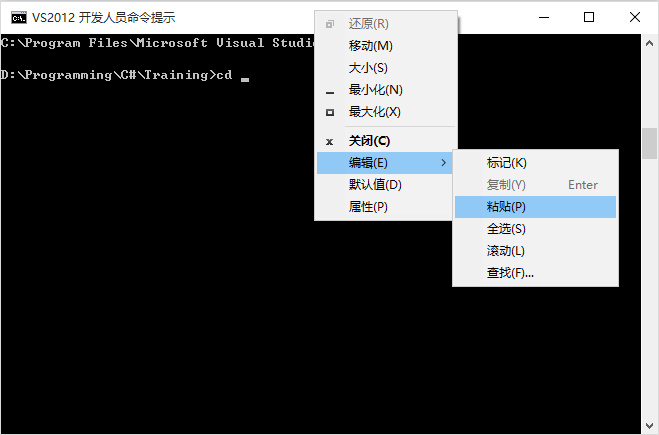 VS2012 开发人员命令提示
C:\Program Files\Microsoft Visual Studio
D:\Programming\C#\Training>cd
还原(R)
移动(M)
大小(S)
最小化(N)
最大化(X)
关闭(C)
编辑(E)
默认值(D)
属性(P)
标记(K)
复制(Y) Enter
粘贴(P)
全选(S)
滚动(L)
查找(F)...